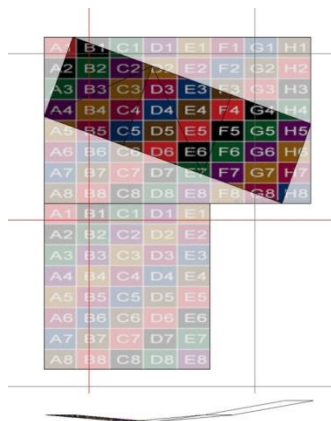 A1 B1 C1 D1 E1 F1 G1 H1
A2 B2 C2 D2 E2 F2 G2 H2
A3 B3 C3 D3 E3 F3 G3 H3
A4 B4 C4 D4 E4 F4 G4 H4
A5 B5 C5 D5 E5 F5 G5 H5
A6 B6 C6 D6 E6 F6 G6 H6
A7 B7 C7 D7 E7 F7 G7 H7
A8 B8 C8 D8 E8 F8 G8 H8
A1 B1 C1 D1 E1
A2 B2 C2 D2 E2
A3 B3 C3 D3 E3
A4 B4 C4 D4 E4
A5 B5 C5 D5 E5
A6 B6 C6 D6 E6
A7 B7 C7 D7 E7
A8 B8 C8 D8 E8